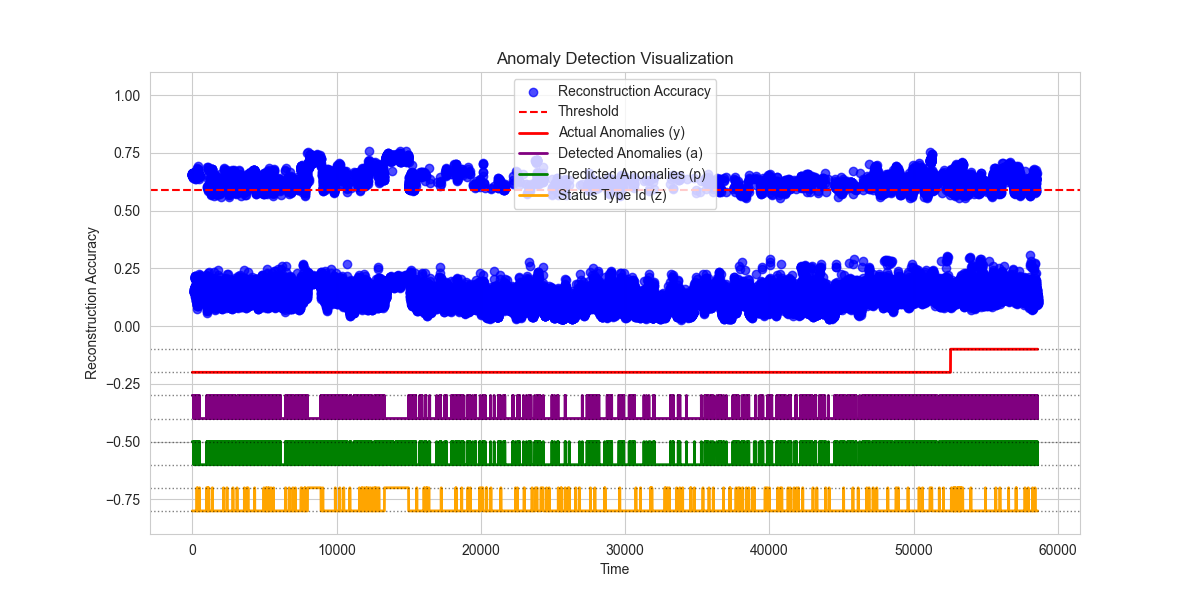 Anomaly Detection Visualization
Reconstruction Accuracy
Threshold
Actual Anomalies (y)
Detected Anomalies (a)
Predicted Anomalies (p)
Status Type Id (z)
Reconstruction Accuracy
1.00
0.75
0.50
0.25
0.00
−0.25
−0.50
−0.75
0 10000 20000 30000 40000 50000 60000
Time